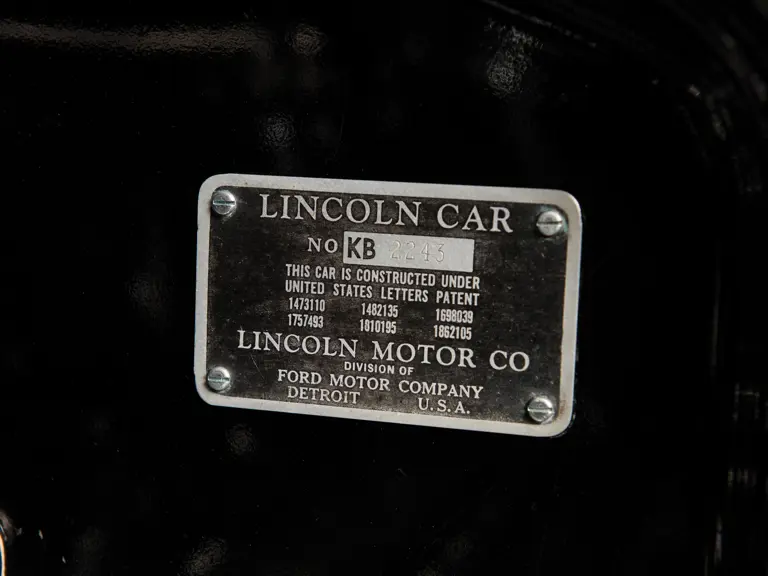 LINCOLN CAR
NO KB 2243
THIS CAR IS CONSTRUCTED UNDER
UNITED STATES LETTERS PATENT
1473110 1482135 1698039
1757493 1810195 1862105
LINCOLN MOTOR CO
DIVISION OF
FORD MOTOR COMPANY
DETROIT U.S.A.